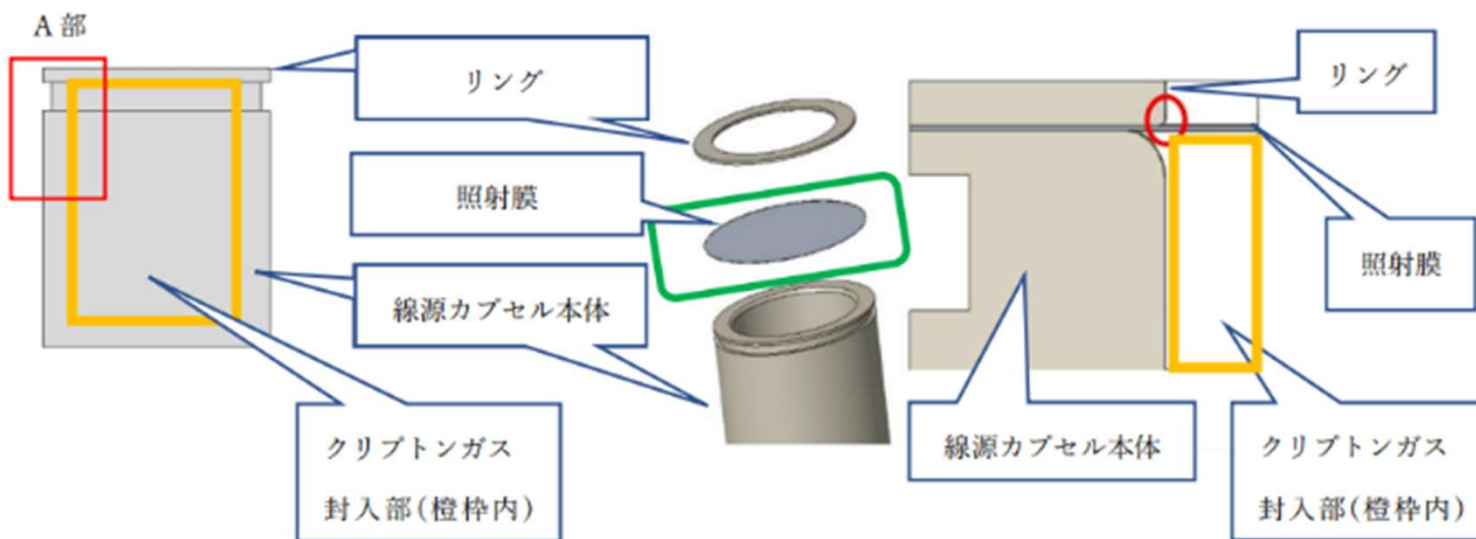 A部
リング
照射膜
線源カプセル本体
クリプトンガス
封入部(橙枠内)
リング
照射膜
線源カプセル本体
クリプトンガス
封入部(橙枠内)